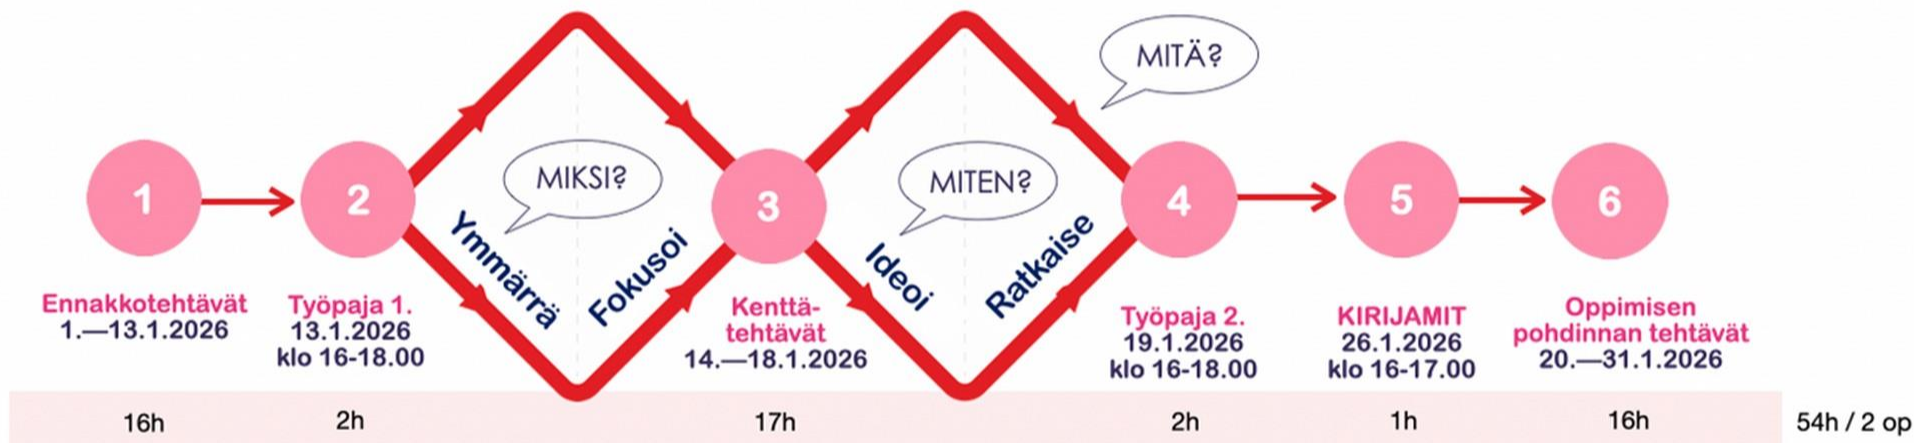 1
2
3
4
5
6
MIKSI?
MITEN?
MITÄ?
Ymmärrä
Fokusoi
Ideoi
Ratkaise
Ennakkotehtävät
1.—13.1.2026
Työpaja 1.
13.1.2026
klo 16-18.00
Kenttä-
tehtävät
14.—18.1.2026
Työpaja 2.
19.1.2026
klo 16-18.00
KIRIJAMIT
26.1.2026
klo 16-17.00
Oppimisen
pohdinnan tehtävät
20.—31.1.2026
16h
2h
17h
2h
1h
16h
54h / 2 op